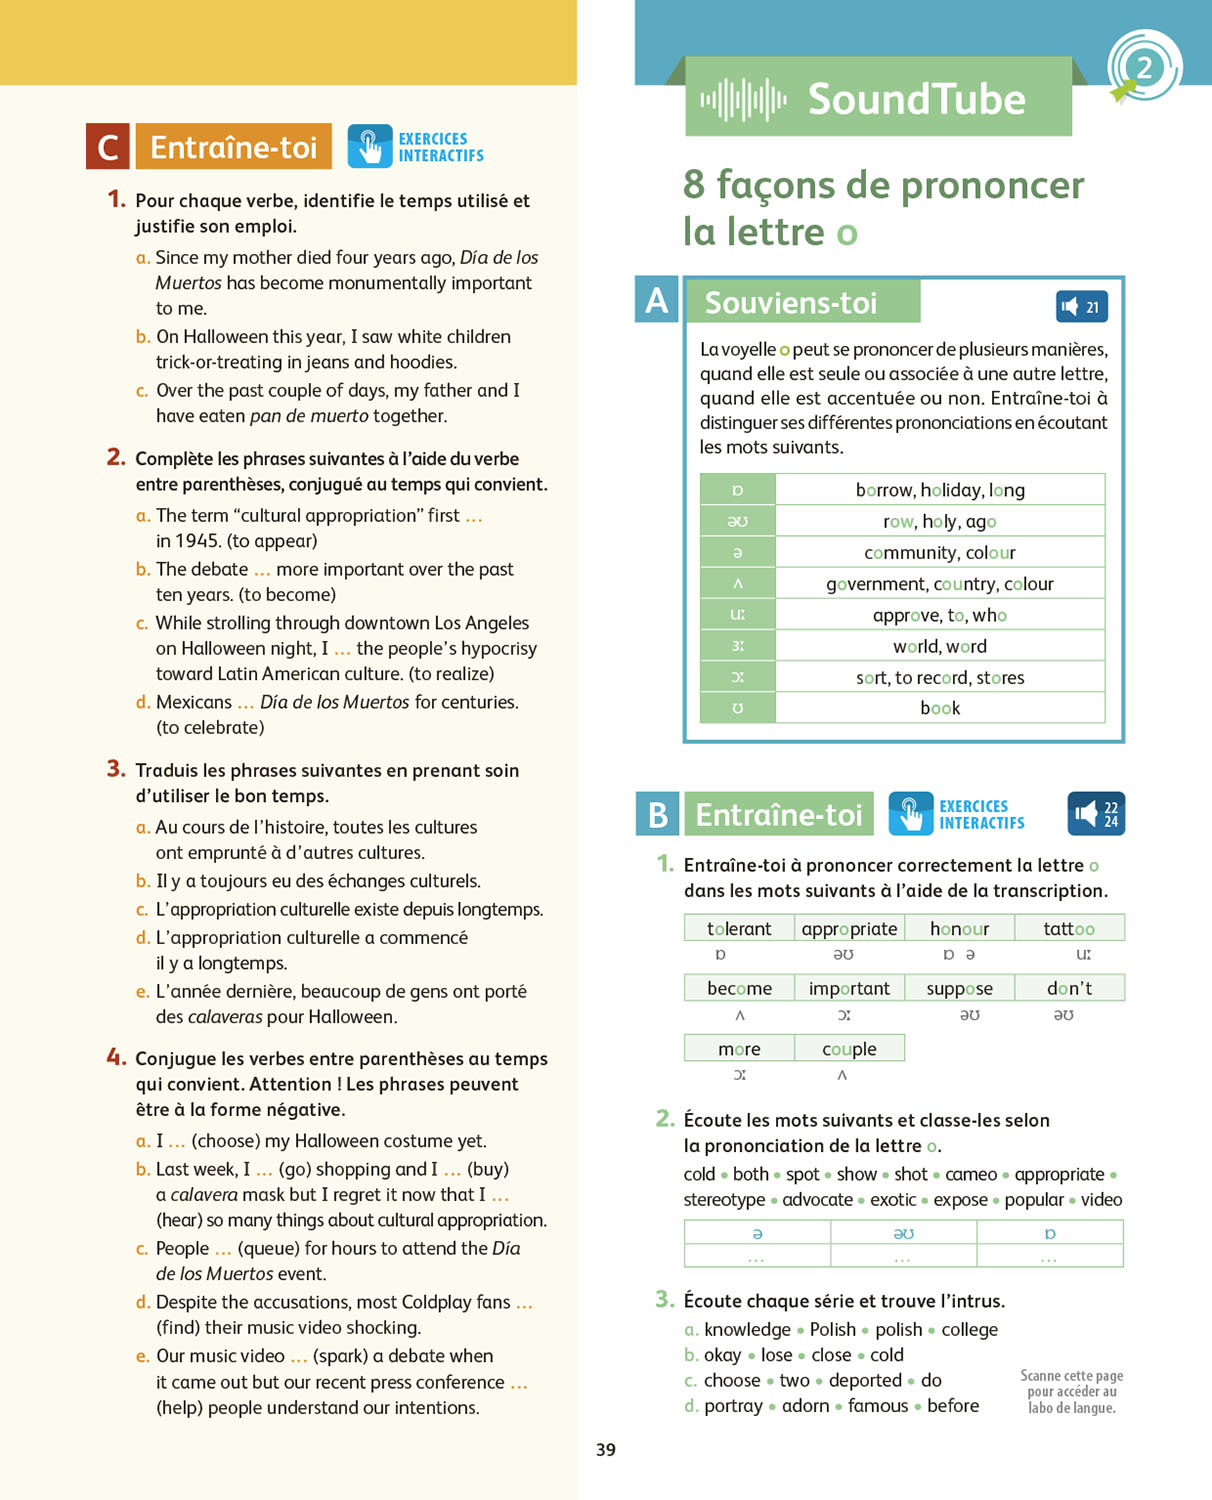 C Entraîne-toi
EXERCICES
INTERACTIFS
1. Pour chaque verbe, identifie le temps utilisé et
justifie son emploi.
a. Since my mother died four years ago, Día de los
Muertos has become monumentally important
to me.
b. On Halloween this year, I saw white children
trick-or-treating in jeans and hoodies.
c. Over the past couple of days, my father and I
have eaten pan de muerto together.
2. Complète les phrases suivantes à l’aide du verbe
entre parenthèses, conjugué au temps qui convient.
a. The term “cultural appropriation” first ...
in 1945. (to appear)
b. The debate ... more important over the past
ten years. (to become)
c. While strolling through downtown Los Angeles
on Halloween night, I ... the people’s hypocrisy
toward Latin American culture. (to realize)
d. Mexicans ... Día de los Muertos for centuries.
(to celebrate)
3. Traduis les phrases suivantes en prenant soin
d’utiliser le bon temps.
a. Au cours de l’histoire, toutes les cultures
ont emprunté à d’autres cultures.
b. Il y a toujours eu des échanges culturels.
c. L’appropriation culturelle existe depuis longtemps.
d. L’appropriation culturelle a commencé
il y a longtemps.
e. L’année dernière, beaucoup de gens ont porté
des calaveras pour Halloween.
4. Conjugue les verbes entre parenthèses au temps
qui convient. Attention ! Les phrases peuvent
être à la forme négative.
a. I ... (choose) my Halloween costume yet.
b. Last week, I ... (go) shopping and I ... (buy)
a calavera mask but I regret it now that I ...
(hear) so many things about cultural appropriation.
c. People ... (queue) for hours to attend the Día
de los Muertos event.
d. Despite the accusations, most Coldplay fans ...
(find) their music video shocking.
e. Our music video ... (spark) a debate when
it came out but our recent press conference ...
(help) people understand our intentions.
2
SoundTube
8 façons de prononcer
la lettre o
A Souviens-toi
21
La voyelle o peut se prononcer de plusieurs manières,
quand elle est seule ou associée à une autre lettre,
quand elle est accentuée ou non. Entraîne-toi à
distinguer ses différentes prononciations en écoutant
les mots suivants.
ɒ borrow, holiday, long
əʊ row, holy, ago
ə community, colour
ʌ government, country, colour
uː approve, to, who
ɜː world, word
ɔː sort, to record, stores
ʊ book
B Entraîne-toi
EXERCICES
INTERACTIFS
22
24
1. Entraîne-toi à prononcer correctement la lettre o
dans les mots suivants à l’aide de la transcription.
tolerant appropriate honour tattoo
ɒ əʊ ɒ ə uː
become important suppose don’t
ʌ ɔː əʊ əʊ
more couple
ɔː ʌ
2. Écoute les mots suivants et classe-les selon
la prononciation de la lettre o.
cold • both • spot • show • shot • cameo • appropriate •
stereotype • advocate • exotic • expose • popular • video
ə əʊ ɒ
... ... ...
3. Écoute chaque série et trouve l’intrus.
a. knowledge • Polish • polish • college
b. okay • lose • close • cold
c. choose • two • deported • do
d. portray • adorn • famous • before
Scanne cette page
pour accéder au
labo de langue.
39